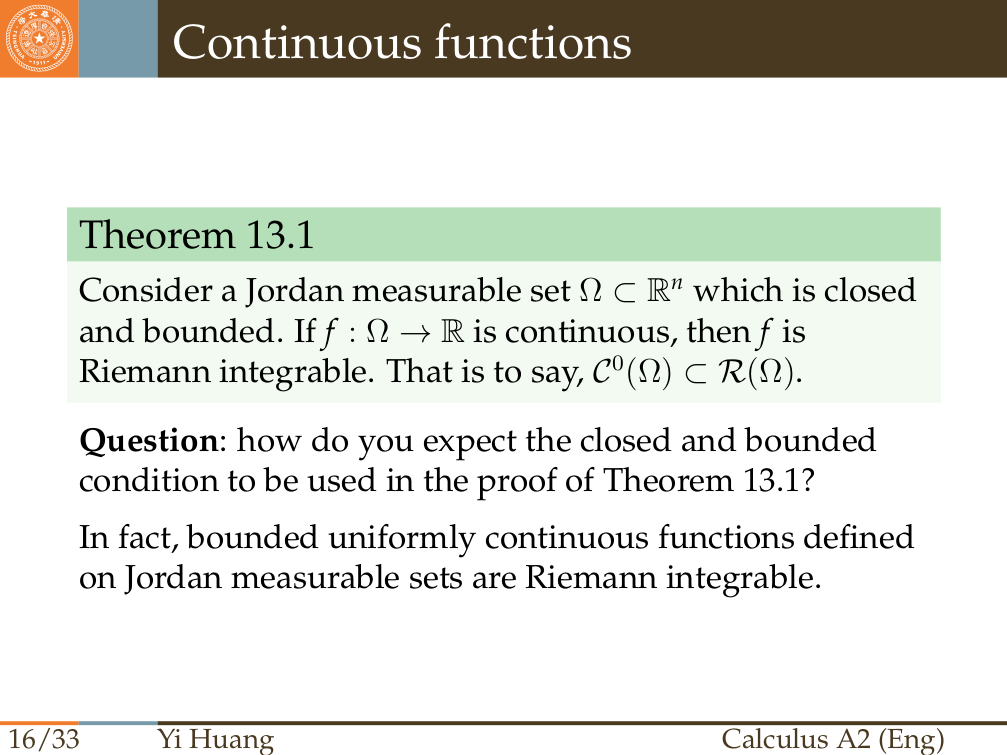 Continuous functions
Theorem 13.1
Consider a Jordan measurable set Ω ⊂ ℝⁿ which is closed
and bounded. If f : Ω → ℝ is continuous, then f is
Riemann integrable. That is to say, 𝒞⁰(Ω) ⊂ ℛ(Ω).
Question: how do you expect the closed and bounded
condition to be used in the proof of Theorem 13.1?
In fact, bounded uniformly continuous functions defined
on Jordan measurable sets are Riemann integrable.
16/33 Yi Huang Calculus A2 (Eng)